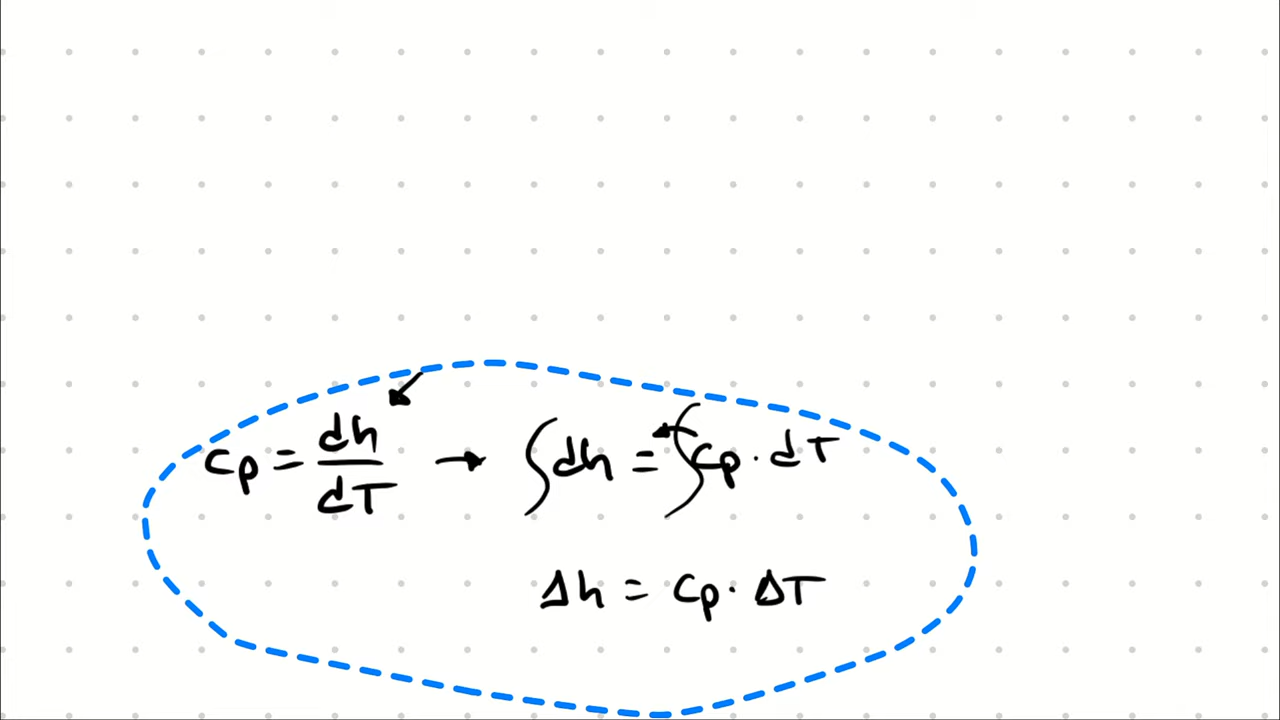 cp = dh/dT → ∫dh = ∫cp · dT
Δh = cp · ΔT